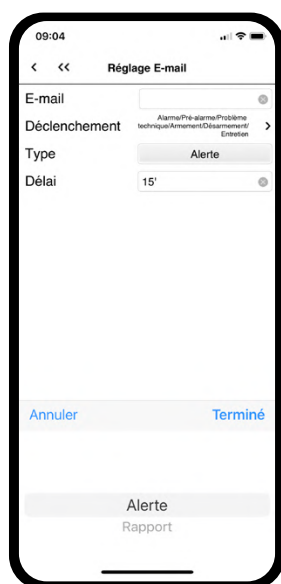 09:04
< << Réglage E-mail
E-mail
Déclenchement
Alarme/Pré-alarme/Problème
technique/Armement/Désarmement/
Entretien
>
Type Alerte
Délai 15'
Annuler Terminé
Alerte
Rapport